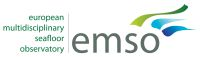 european
multidisciplinary
seafloor
observatory
emso